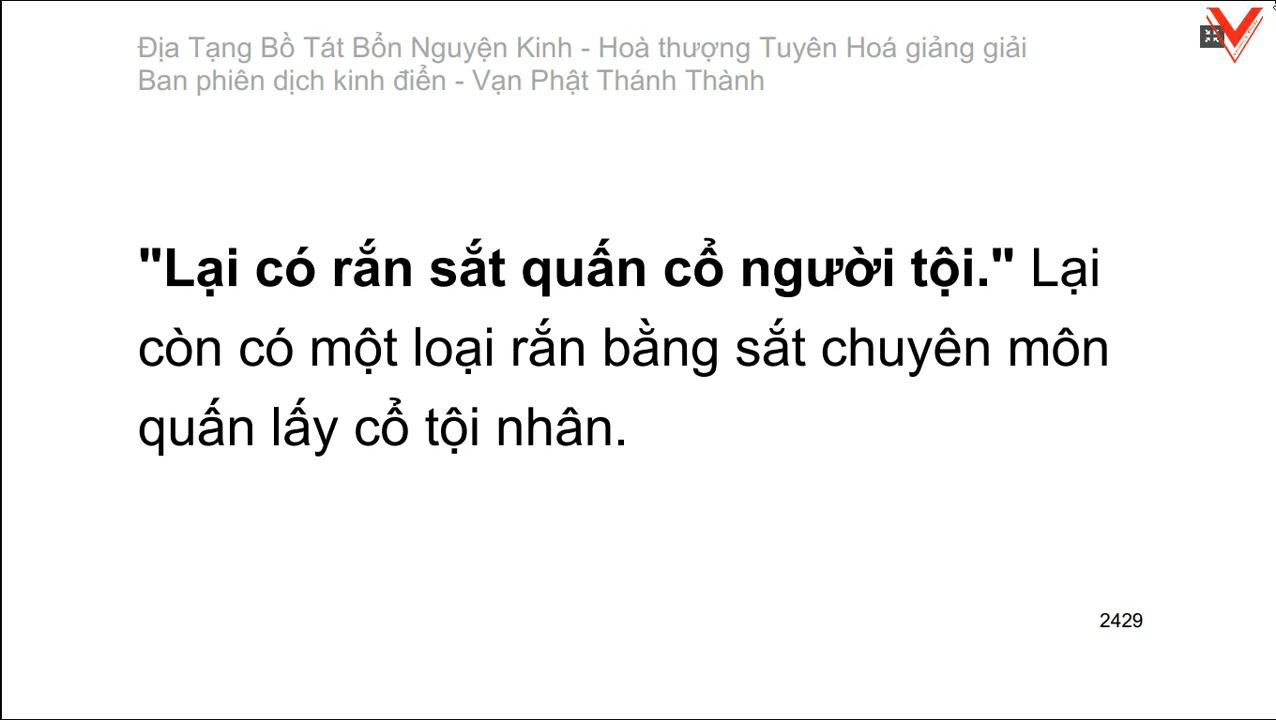 Địa Tạng Bồ Tát Bổn Nguyện Kinh - Hoà thượng Tuyên Hoá giảng giải
Ban phiên dịch kinh điển - Vạn Phật Thánh Thành
"Lại có rắn sắt quấn cổ người tội." Lại
còn có một loại rắn bằng sắt chuyên môn
quấn lấy cổ tội nhân.
2429